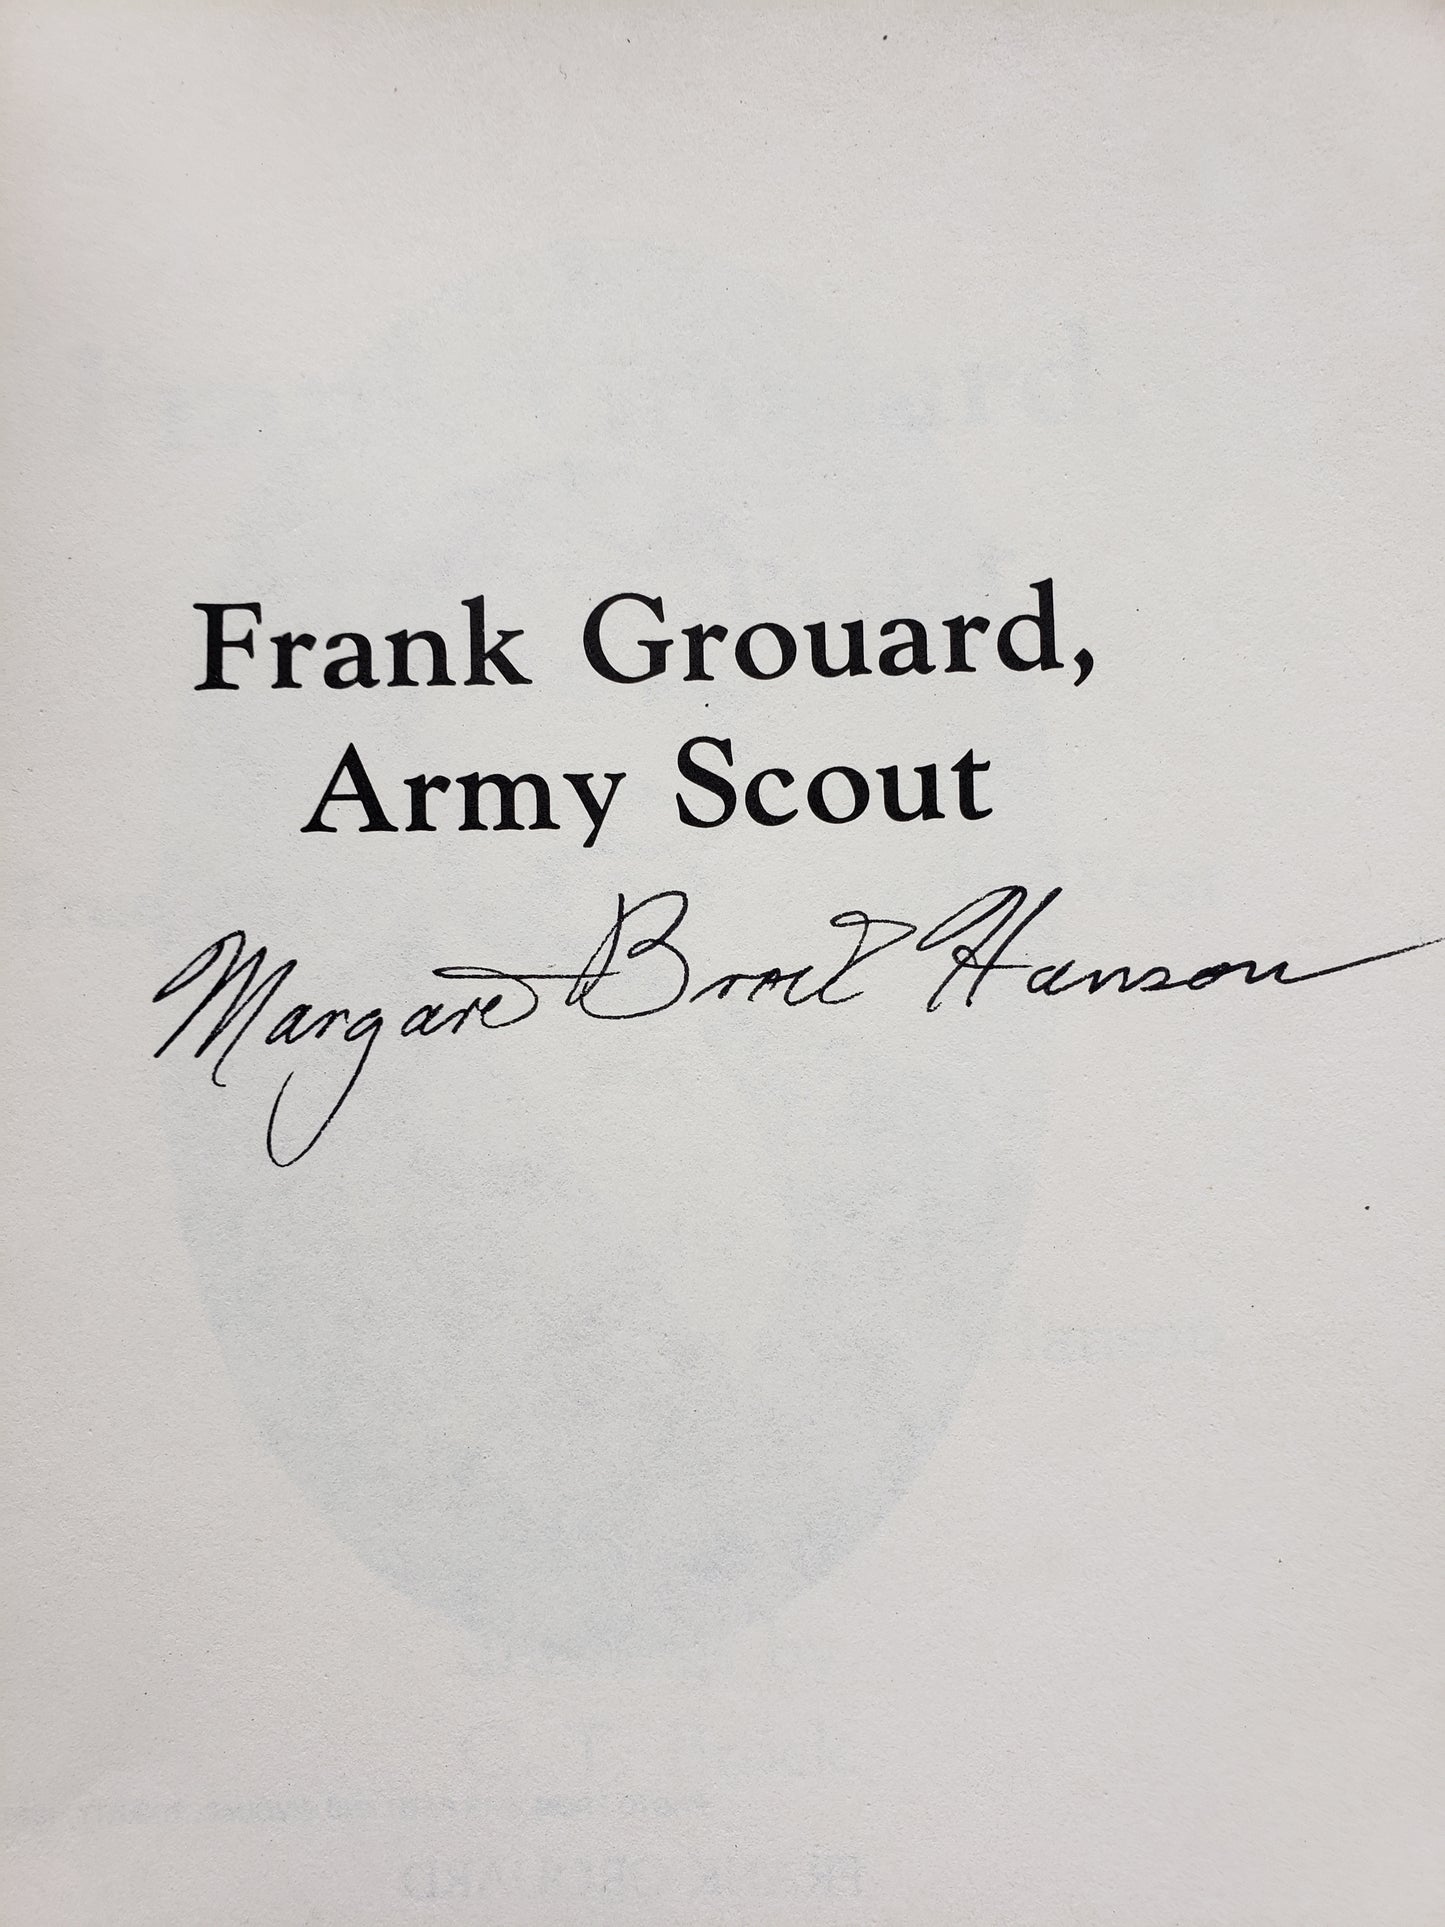 Frank Grouard,
Army Scout
Margaret Brock Hanson